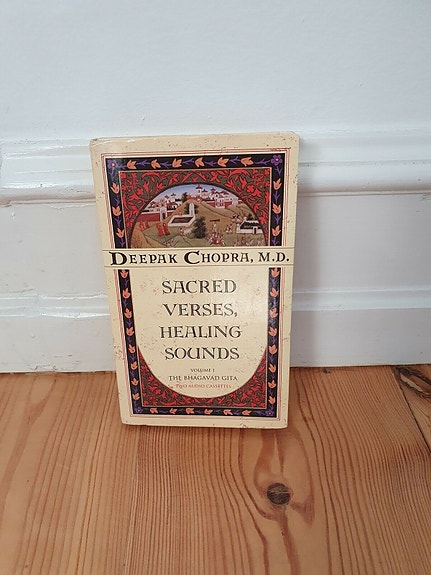 DEEPAK CHOPRA, M.D.
SACRED
VERSES,
HEALING
SOUNDS
VOLUME I
THE BHAGAVAD GITA
TWO AUDIO CASSETTES